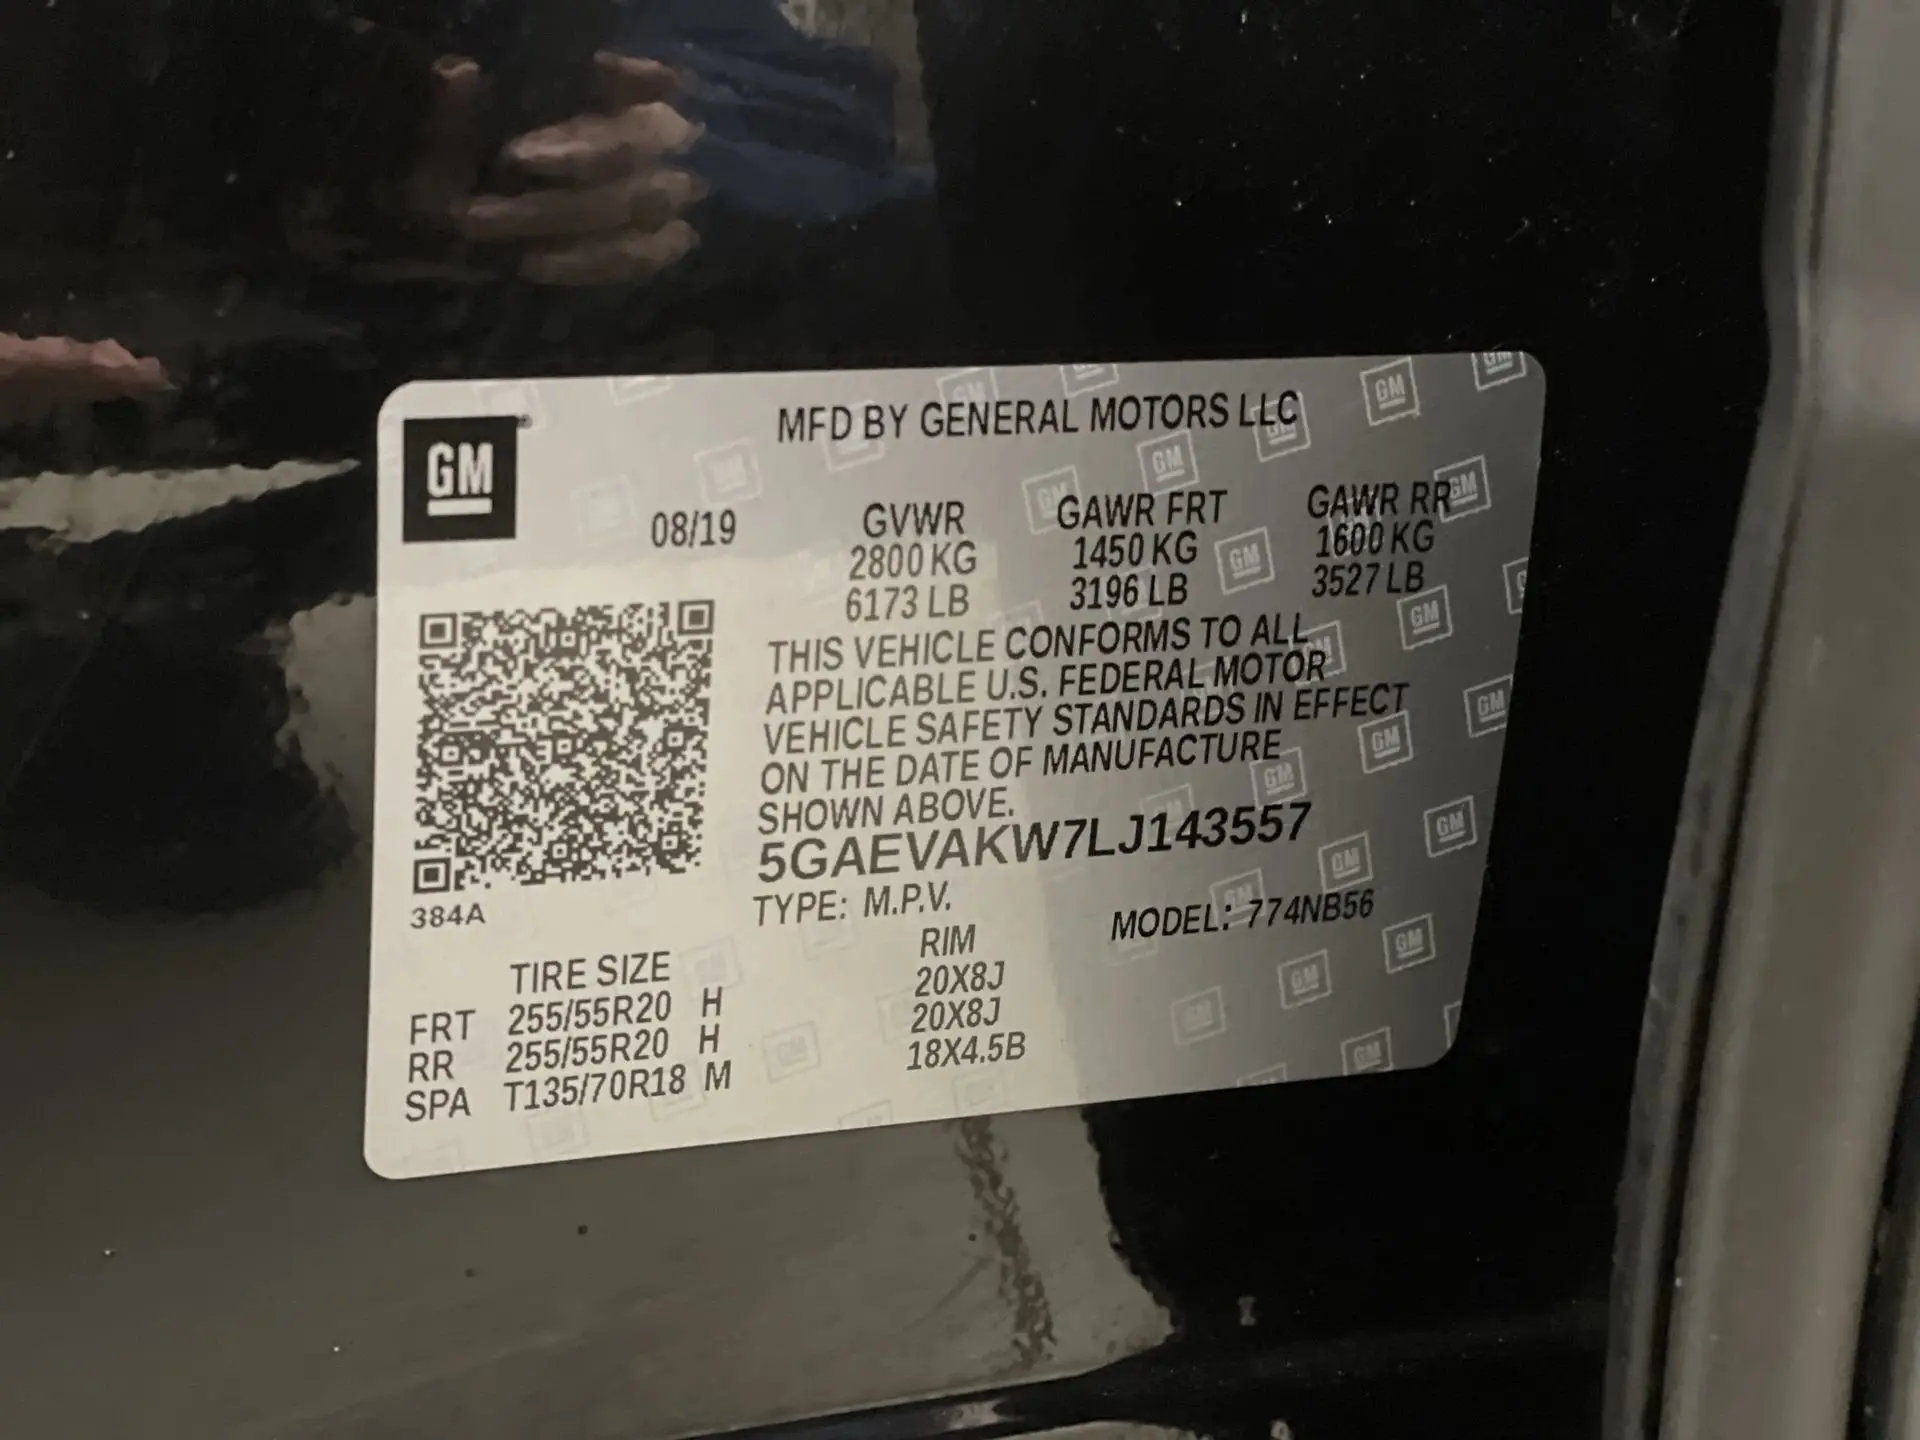 GM
MFD BY GENERAL MOTORS LLC
08/19 GVWR GAWR FRT GAWR RR
2800 KG 1450 KG 1600 KG
6173 LB 3196 LB 3527 LB
THIS VEHICLE CONFORMS TO ALL
APPLICABLE U.S. FEDERAL MOTOR
VEHICLE SAFETY STANDARDS IN EFFECT
ON THE DATE OF MANUFACTURE
SHOWN ABOVE.
5GAEVAKW7LJ143557
384A
TYPE: M.P.V. MODEL: 774NB56
TIRE SIZE RIM
FRT 255/55R20 H 20X8J
RR 255/55R20 H 20X8J
SPA T135/70R18 M 18X4.5B